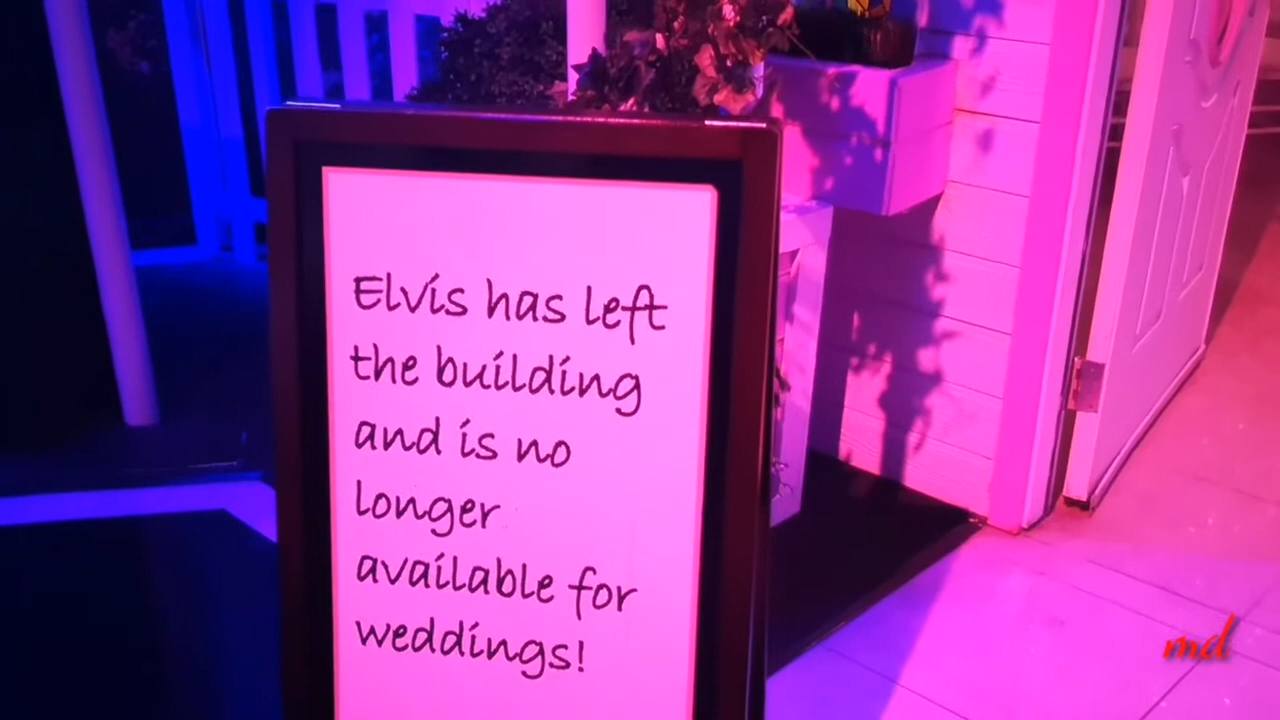 Elvis has left
the building
and is no
longer
available for
weddings!
md